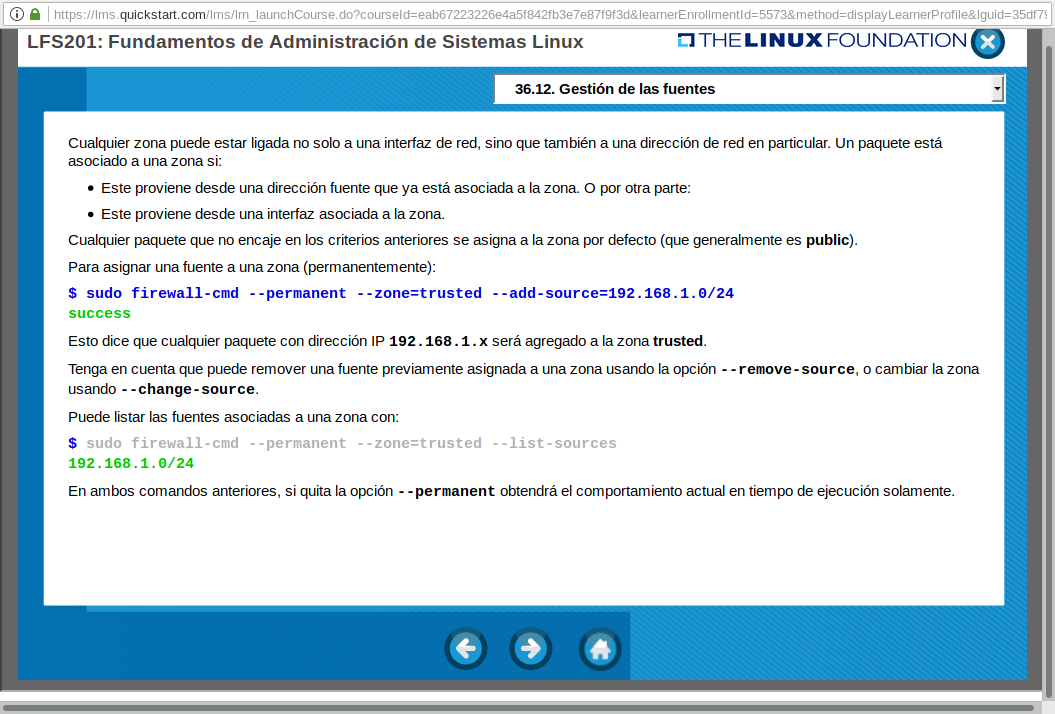 https://lms.quickstart.com/lms/lrn_launchCourse.do?courseId=eab67223226e4a5f842fb3e7e87f9f3d&learnerEnrollmentId=5573&method=displayLearnerProfile&lguid=35df79
LFS201: Fundamentos de Administración de Sistemas Linux
THE LINUX FOUNDATION
36.12. Gestión de las fuentes
Cualquier zona puede estar ligada no solo a una interfaz de red, sino que también a una dirección de red en particular. Un paquete está
asociado a una zona si:
• Este proviene desde una dirección fuente que ya está asociada a la zona. O por otra parte:
• Este proviene desde una interfaz asociada a la zona.
Cualquier paquete que no encaje en los criterios anteriores se asigna a la zona por defecto (que generalmente es public).
Para asignar una fuente a una zona (permanentemente):
$ sudo firewall-cmd --permanent --zone=trusted --add-source=192.168.1.0/24
success
Esto dice que cualquier paquete con dirección IP 192.168.1.x será agregado a la zona trusted.
Tenga en cuenta que puede remover una fuente previamente asignada a una zona usando la opción --remove-source, o cambiar la zona
usando --change-source.
Puede listar las fuentes asociadas a una zona con:
$ sudo firewall-cmd --permanent --zone=trusted --list-sources
192.168.1.0/24
En ambos comandos anteriores, si quita la opción --permanent obtendrá el comportamiento actual en tiempo de ejecución solamente.